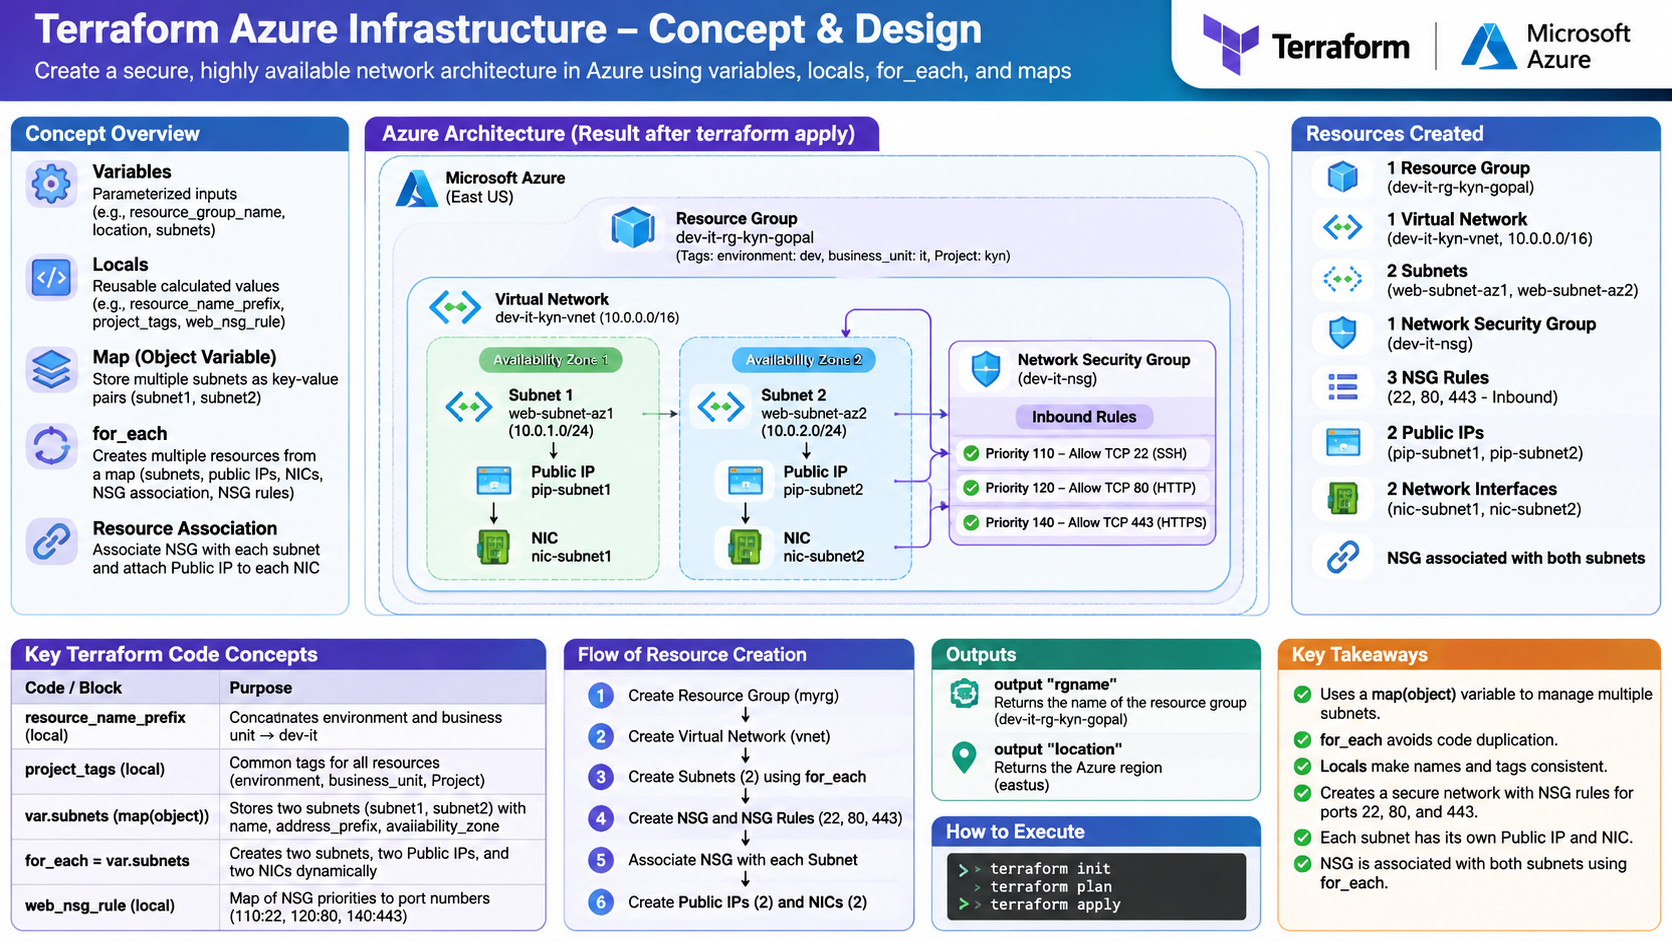 Terraform Azure Infrastructure – Concept & Design
Create a secure, highly available network architecture in Azure using variables, locals, for_each, and maps
Terraform
Microsoft
Azure
Concept Overview
Variables
Parameterized inputs
(e.g., resource_group_name,
location, subnets)
Locals
Reusable calculated values
(e.g., resource_name_prefix,
project_tags, web_nsg_rule)
Map (Object Variable)
Store multiple subnets as key-value
pairs (subnet1, subnet2)
for_each
Creates multiple resources from
a map (subnets, public IPs, NICs,
NSG association, NSG rules)
Resource Association
Associate NSG with each subnet
and attach Public IP to each NIC
Azure Architecture (Result after terraform apply)
Microsoft Azure
(East US)
Resource Group
dev-it-rg-kyn-gopal
(Tags: environment: dev, business_unit: it, Project: kyn)
Virtual Network
dev-it-kyn-vnet (10.0.0.0/16)
Availability Zone 1
Subnet 1
web-subnet-az1
(10.0.1.0/24)
Public IP
pip-subnet1
NIC
nic-subnet1
Availability Zone 2
Subnet 2
web-subnet-az2
(10.0.2.0/24)
Public IP
pip-subnet2
NIC
nic-subnet2
Network Security Group
(dev-it-nsg)
Inbound Rules
Priority 110 – Allow TCP 22 (SSH)
Priority 120 – Allow TCP 80 (HTTP)
Priority 140 – Allow TCP 443 (HTTPS)
Resources Created
1 Resource Group
(dev-it-rg-kyn-gopal)
1 Virtual Network
(dev-it-kyn-vnet, 10.0.0.0/16)
2 Subnets
(web-subnet-az1, web-subnet-az2)
1 Network Security Group
(dev-it-nsg)
3 NSG Rules
(22, 80, 443 - Inbound)
2 Public IPs
(pip-subnet1, pip-subnet2)
2 Network Interfaces
(nic-subnet1, nic-subnet2)
NSG associated with both subnets
Key Terraform Code Concepts
Code / Block
Purpose
resource_name_prefix
(local)
Concatnates environment and business
unit → dev-it
project_tags (local)
Common tags for all resources
(environment, business_unit, Project)
var.subnets (map(object))
Stores two subnets (subnet1, subnet2) with
name, address_prefix, avaiiability_zone
for_each = var.subnets
Creates two subnets, two Public IPs, and
two NICs dynamically
web_nsg_rule (local)
Map of NSG priorities to port numbers
(110:22, 120:80, 140:443)
Flow of Resource Creation
1 Create Resource Group (myrg)
2 Create Virtual Network (vnet)
3 Create Subnets (2) using for_each
4 Create NSG and NSG Rules (22, 80, 443)
5 Associate NSG with each Subnet
6 Create Public IPs (2) and NICs (2)
Outputs
output "rgname"
Returns the name of the resource group
(dev-it-rg-kyn-gopal)
output "location"
Returns the Azure region
(eastus)
How to Execute
> > terraform init
> terraform plan
> > terraform apply
Key Takeaways
Uses a map(object) variable to manage multiple
subnets.
for_each avoids code duplication.
Locals make names and tags consistent.
Creates a secure network with NSG rules for
ports 22, 80, and 443.
Each subnet has its own Public IP and NIC.
NSG is associated with both subnets using
for_each.